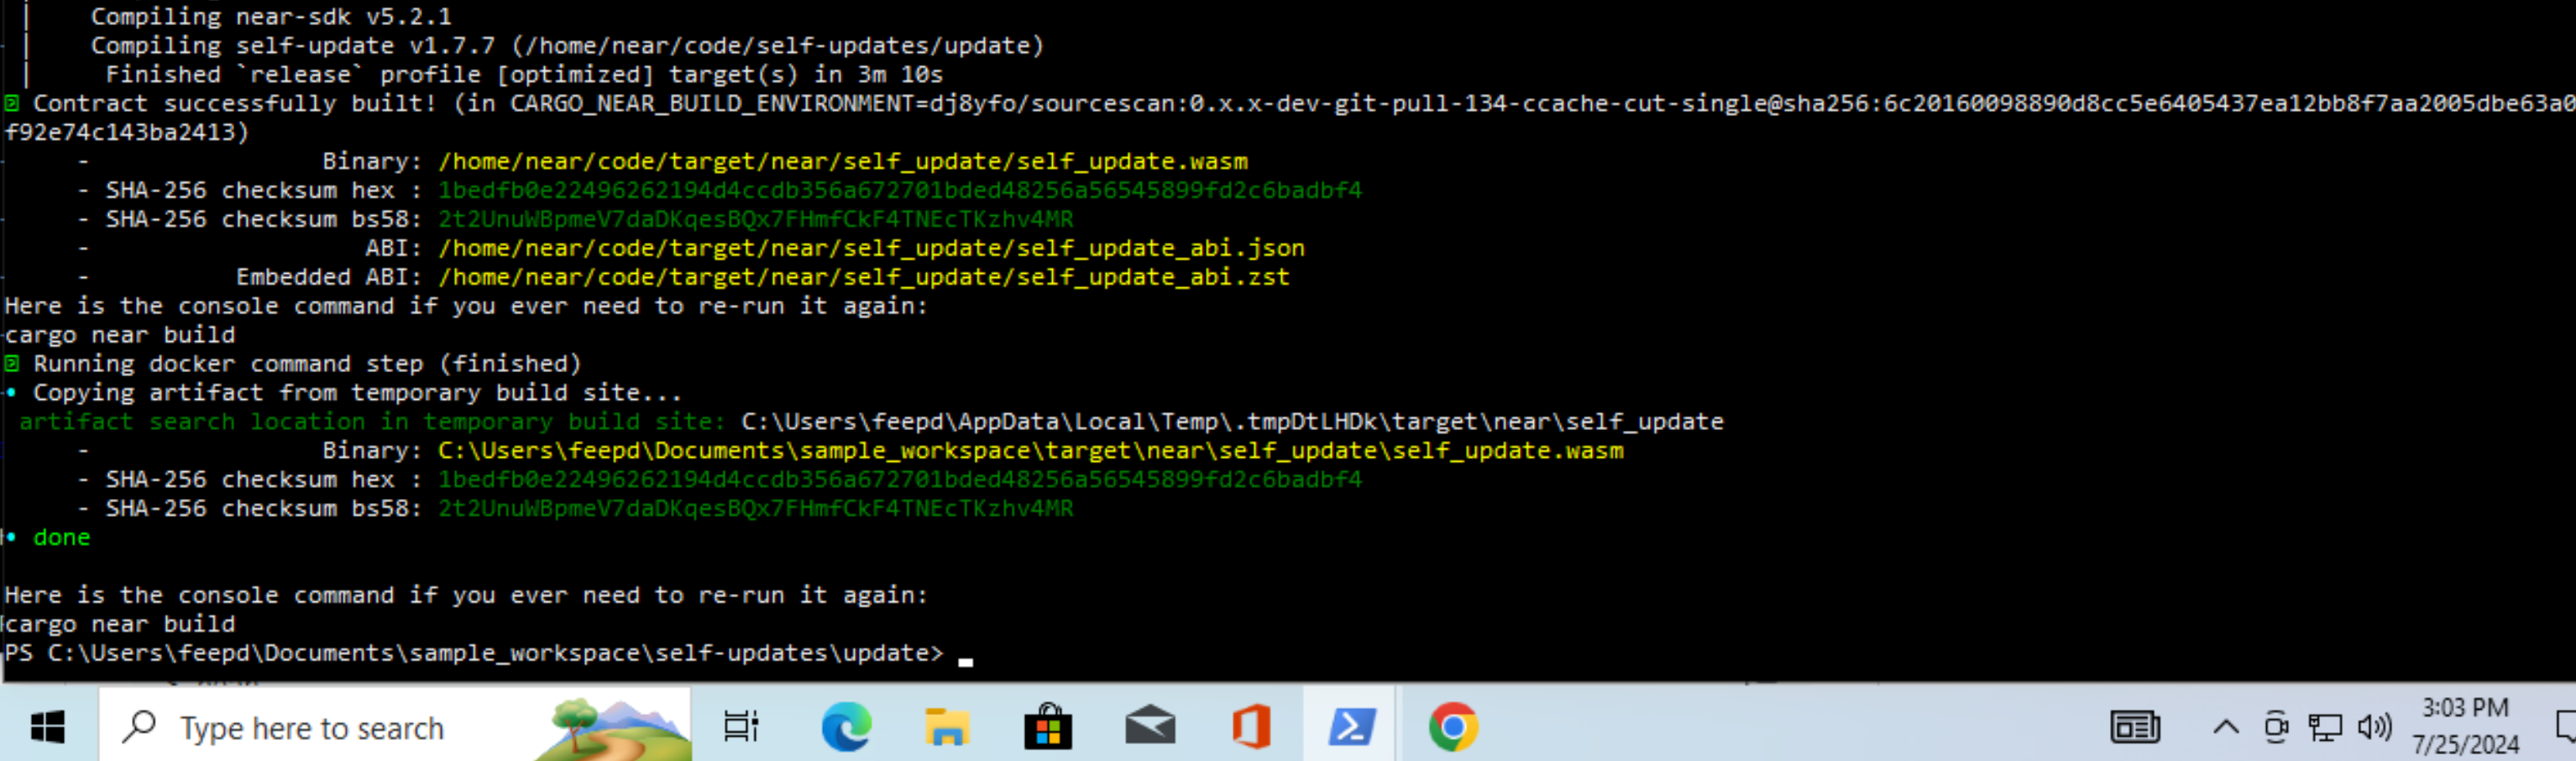 Compiling near-sdk v5.2.1
Compiling self-update v1.7.7 (/home/near/code/self-updates/update)
Finished `release` profile [optimized] target(s) in 3m 10s
Contract successfully built! (in CARGO_NEAR_BUILD_ENVIRONMENT=dj8yfo/sourcescan:0.x.x-dev-git-pull-134-ccache-cut-single@sha256:6c20160098890d8cc5e6405437ea12bb8f7aa2005dbe63a0
f92e74c143ba2413)
- Binary: /home/near/code/target/near/self_update/self_update.wasm
- SHA-256 checksum hex : 1bedfb0e22496262194d4ccdb356a672701bded48256a56545899fd2c6badbf4
- SHA-256 checksum bs58: 2t2UnuWBpmeV7daDKqesBQx7FHmfCkF4TNEcTKzhv4MR
- ABI: /home/near/code/target/near/self_update/self_update_abi.json
- Embedded ABI: /home/near/code/target/near/self_update/self_update_abi.zst
Here is the console command if you ever need to re-run it again:
cargo near build
Running docker command step (finished)
• Copying artifact from temporary build site...
artifact search location in temporary build site: C:\Users\feepd\AppData\Local\Temp\.tmpDtLHDk\target\near\self_update
- Binary: C:\Users\feepd\Documents\sample_workspace\target\near\self_update\self_update.wasm
- SHA-256 checksum hex : 1bedfb0e22496262194d4ccdb356a672701bded48256a56545899fd2c6badbf4
- SHA-256 checksum bs58: 2t2UnuWBpmeV7daDKqesBQx7FHmfCkF4TNEcTKzhv4MR
• done
Here is the console command if you ever need to re-run it again:
cargo near build
PS C:\Users\feepd\Documents\sample_workspace\self-updates\update>
Type here to search
3:03 PM
7/25/2024